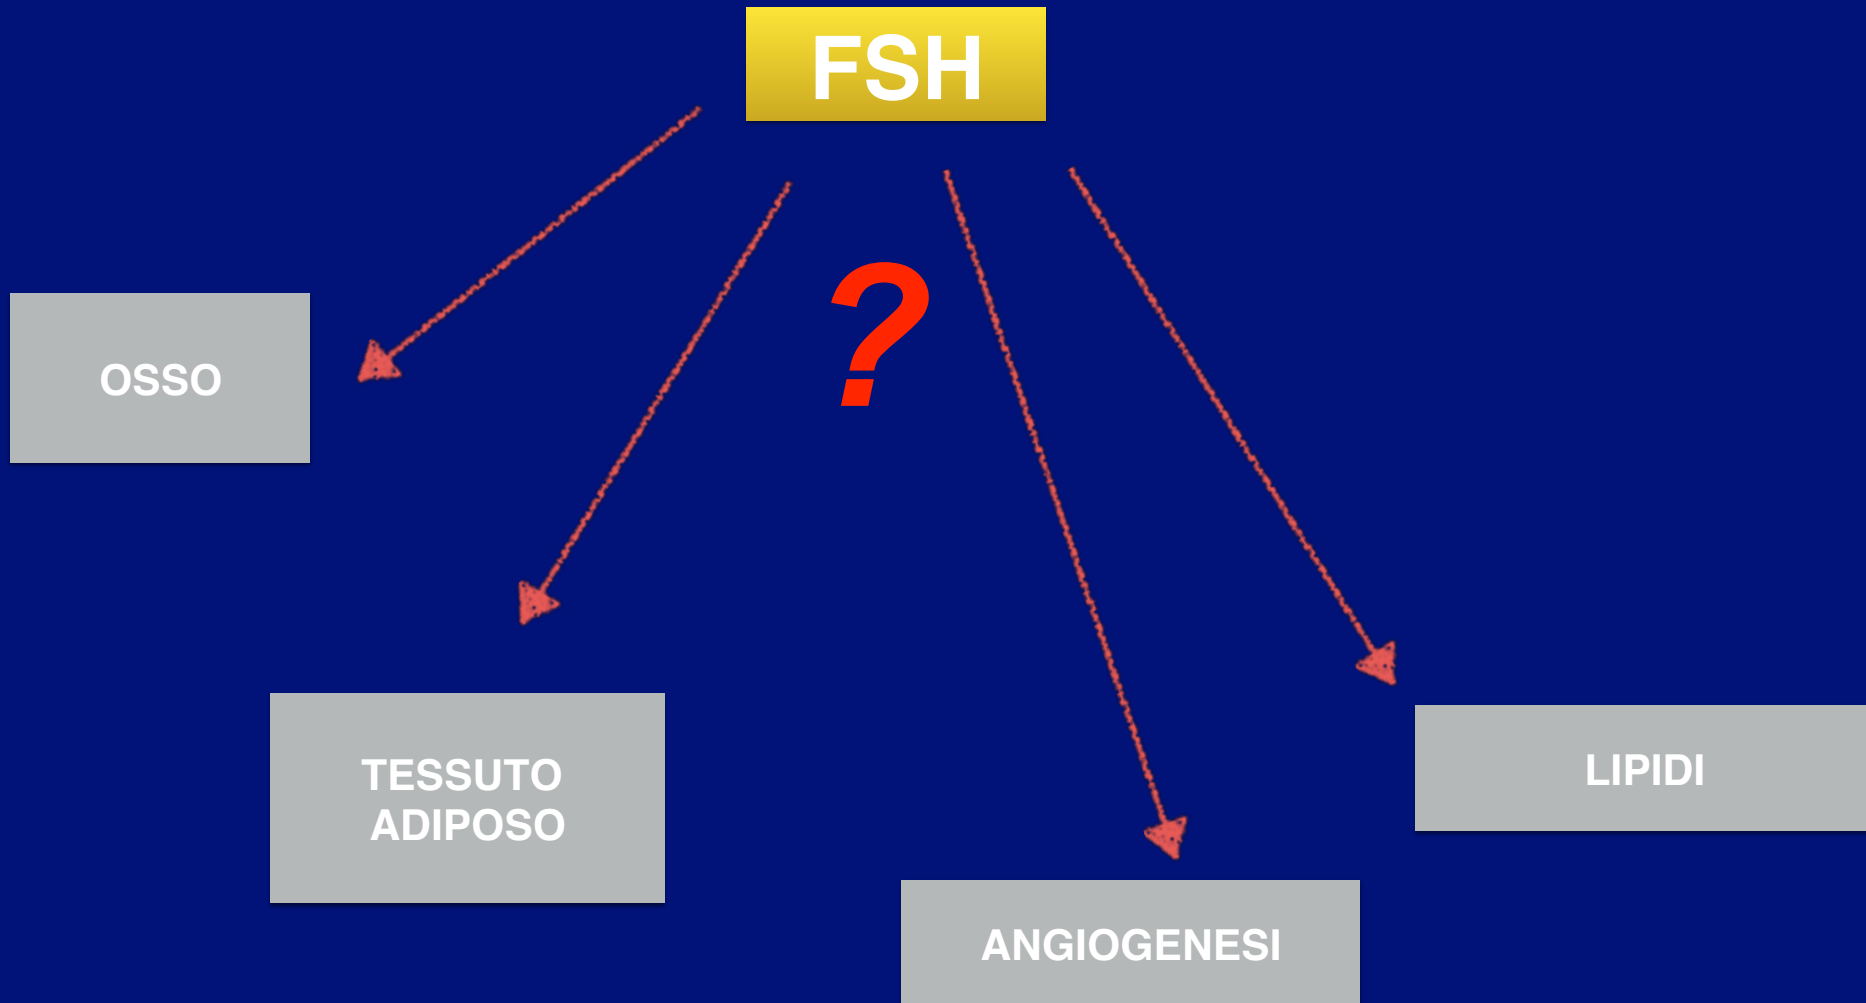 FSH
?
OSSO
TESSUTO
ADIPOSO
LIPIDI
ANGIOGENESI